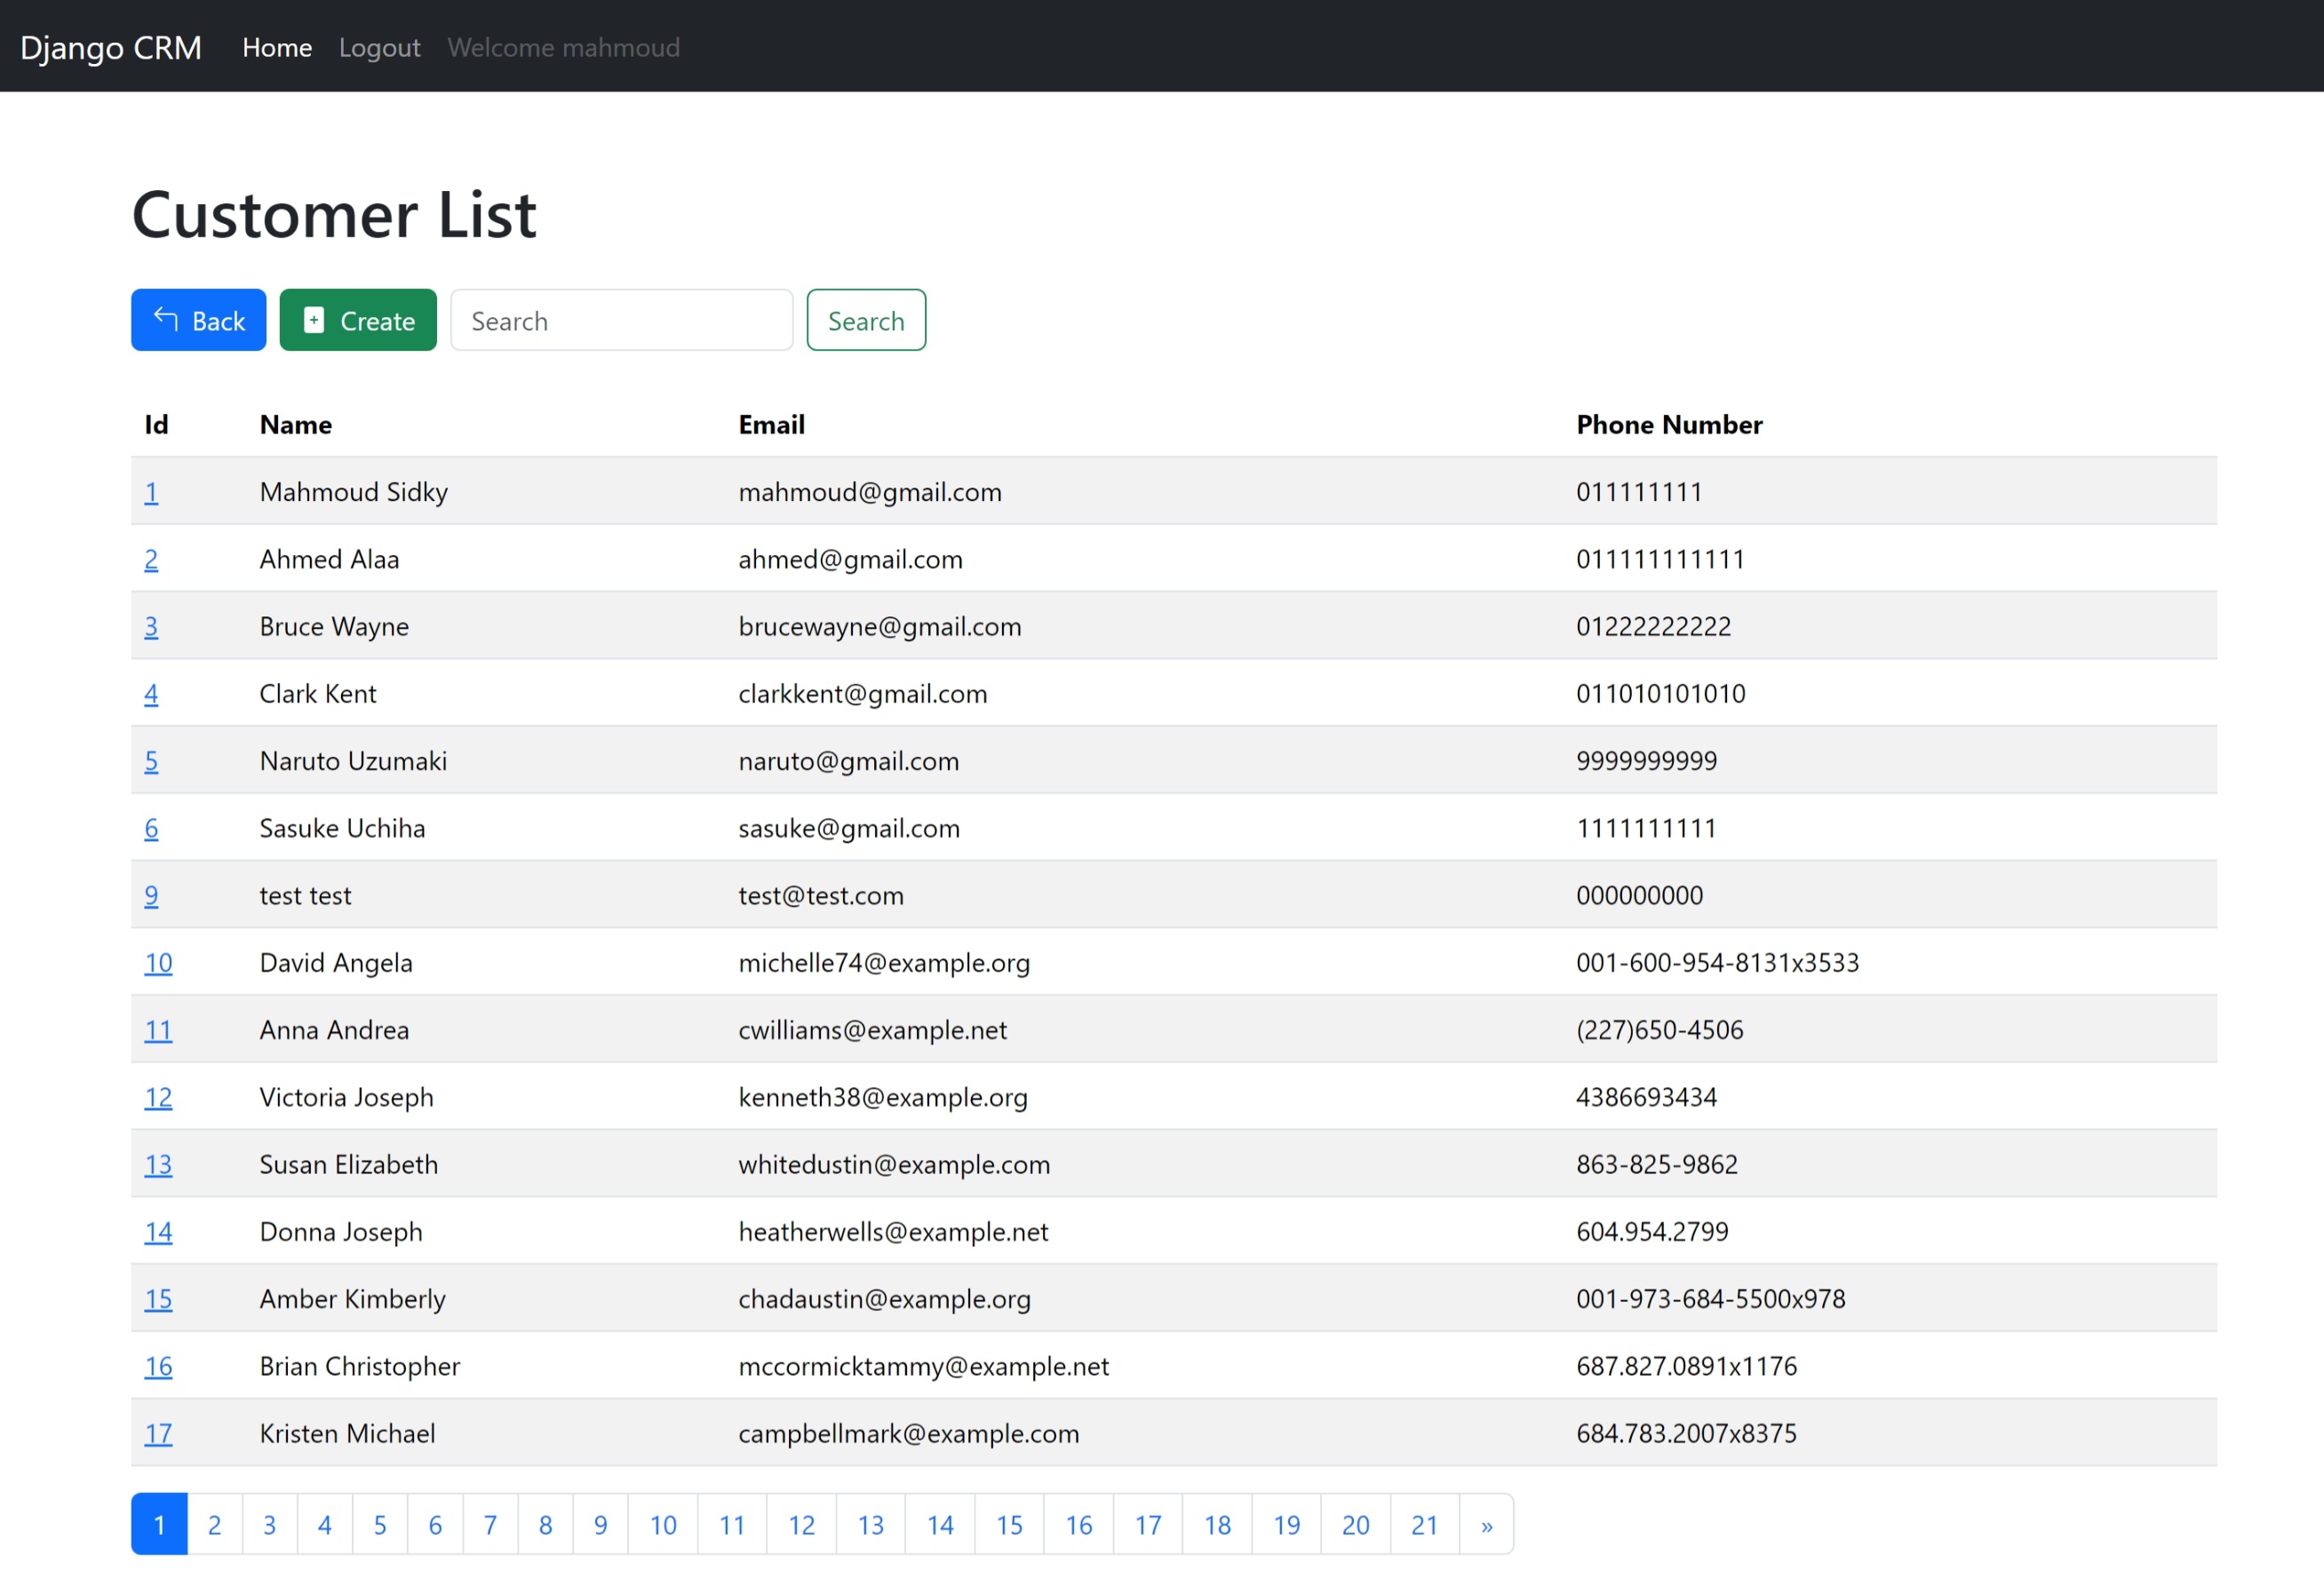 Django CRM Home Logout Welcome mahmoud
Customer List
Back Create Search Search
Id Name Email Phone Number
1 Mahmoud Sidky mahmoud@gmail.com 011111111
2 Ahmed Alaa ahmed@gmail.com 011111111111
3 Bruce Wayne brucewayne@gmail.com 01222222222
4 Clark Kent clarkkent@gmail.com 011010101010
5 Naruto Uzumaki naruto@gmail.com 9999999999
6 Sasuke Uchiha sasuke@gmail.com 1111111111
9 test test test@test.com 000000000
10 David Angela michelle74@example.org 001-600-954-8131x3533
11 Anna Andrea cwilliams@example.net (227)650-4506
12 Victoria Joseph kenneth38@example.org 4386693434
13 Susan Elizabeth whitedustin@example.com 863-825-9862
14 Donna Joseph heatherwells@example.net 604.954.2799
15 Amber Kimberly chadaustin@example.org 001-973-684-5500x978
16 Brian Christopher mccormicktammy@example.net 687.827.0891x1176
17 Kristen Michael campbellmark@example.com 684.783.2007x8375
1 2 3 4 5 6 7 8 9 10 11 12 13 14 15 16 17 18 19 20 21 »